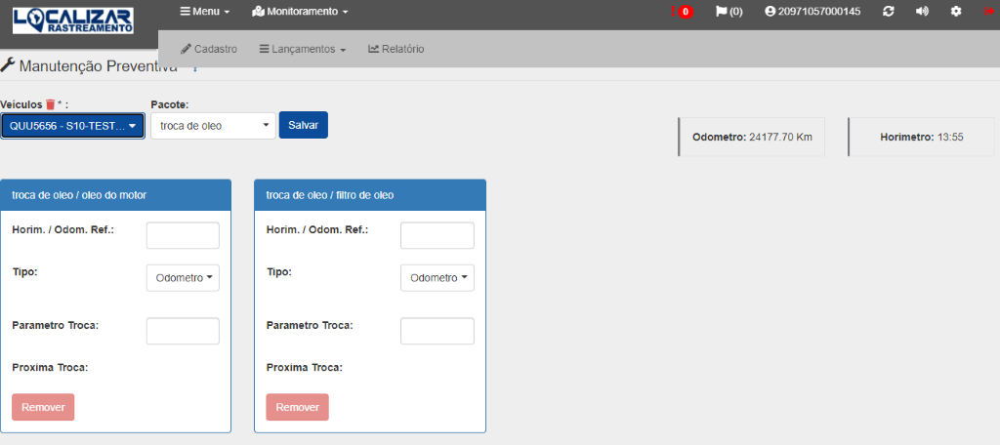 LOCALIZAR
RASTREAMENTO
Menu
Monitoramento
0
(0)
20971057000145
Cadastro
Lançamentos
Relatório
Manutenção Preventiva
Veiculos * :
Pacote:
QUU5656 - S10-TEST...
troca de oleo
Salvar
Odometro: 24177.70 Km
Horimetro: 13:55
troca de oleo / oleo do motor
Horim. / Odom. Ref.:
Tipo:
Odometro
Parametro Troca:
Proxima Troca:
Remover
troca de oleo / filtro de oleo
Horim. / Odom. Ref.:
Tipo:
Odometro
Parametro Troca:
Proxima Troca:
Remover